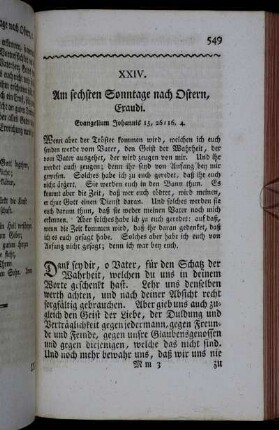 549
XXIV.
Am sechsten Sonntage nach Ostern,
Exaudi.
Evangelium Johannis 15, 26-16. 4.
Wenn aber der Tröster kommen wird, welchen ich euch
senden werde vom Vater, den Geist der Wahrheit, der
vom Vater ausgehet, der wird zeugen von mir. Und ihr
werdet auch zeugen; denn ihr seid von Anfang bey mir
gewesen. Solches habe ich zu euch geredet, daß ihr euch
nicht ärgert. Sie werden euch in den Bann thun. Es
kommt aber die Zeit, daß, wer euch tödtet, wird meinen,
er thue Gott einen Dienst daran. Und solches werden sie
euch darum thun, daß sie weder meinen Vater noch mich
erkennen. Aber solches habe ich zu euch geredet: auf daß,
wenn die Zeit kommen wird, ihr daran gedenket, daß
ich es euch gesagt habe. Solches aber habe ich euch von
Anfang nicht gesagt; denn ich war bey euch.
Dank sey dir, o Vater, für den Schatz der
Wahrheit, welchen du uns in deinem
Worte geschenkt hast. Lehr uns denselben
werth achten, und nach deiner Absicht recht
sorgfältig gebrauchen. Aber gieb uns auch zu-
gleich den Geist der Liebe, der Duldung und
Verträglichkeit gegen jedermann, gegen Freun-
de und Feinde, gegen unsre Glaubensgenossen
und gegen diejenigen, welche das nicht sind.
Und noch mehr bewahr uns, daß wir uns nie
M m 3 zu